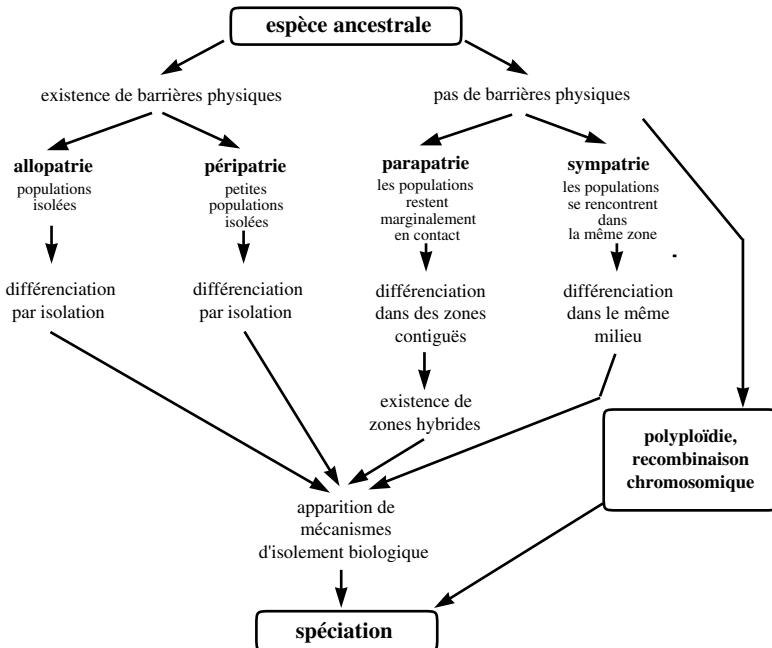 espèce ancestrale
existence de barrières physiques
pas de barrières physiques
allopatrie
populations
isolées
péripatrie
petites
populations
isolées
parapatrie
les populations
restent
marginalement
en contact
sympatrie
les populations
se rencontrent
dans
la même zone
différenciation
par isolation
différenciation
par isolation
différenciation
dans des zones
contiguës
différenciation
dans le même
milieu
existence de
zones hybrides
polyploïdie,
recombinaison
chromosomique
apparition de
mécanismes
d'isolement biologique
spéciation